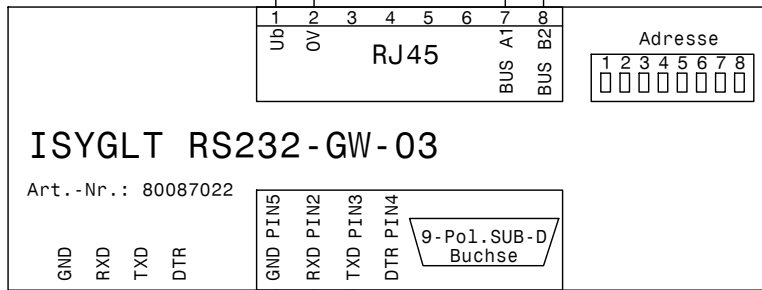 1 2 3 4 5 6 7 8
Ub 0V BUS A1 BUS B2
RJ45
Adresse
1 2 3 4 5 6 7 8
ISYGLT RS232-GW-03
Art.-Nr.: 80087022
GND RXD TXD DTR
GND PIN5
RXD PIN2
TXD PIN3
DTR PIN4
9-Pol.SUB-D
Buchse